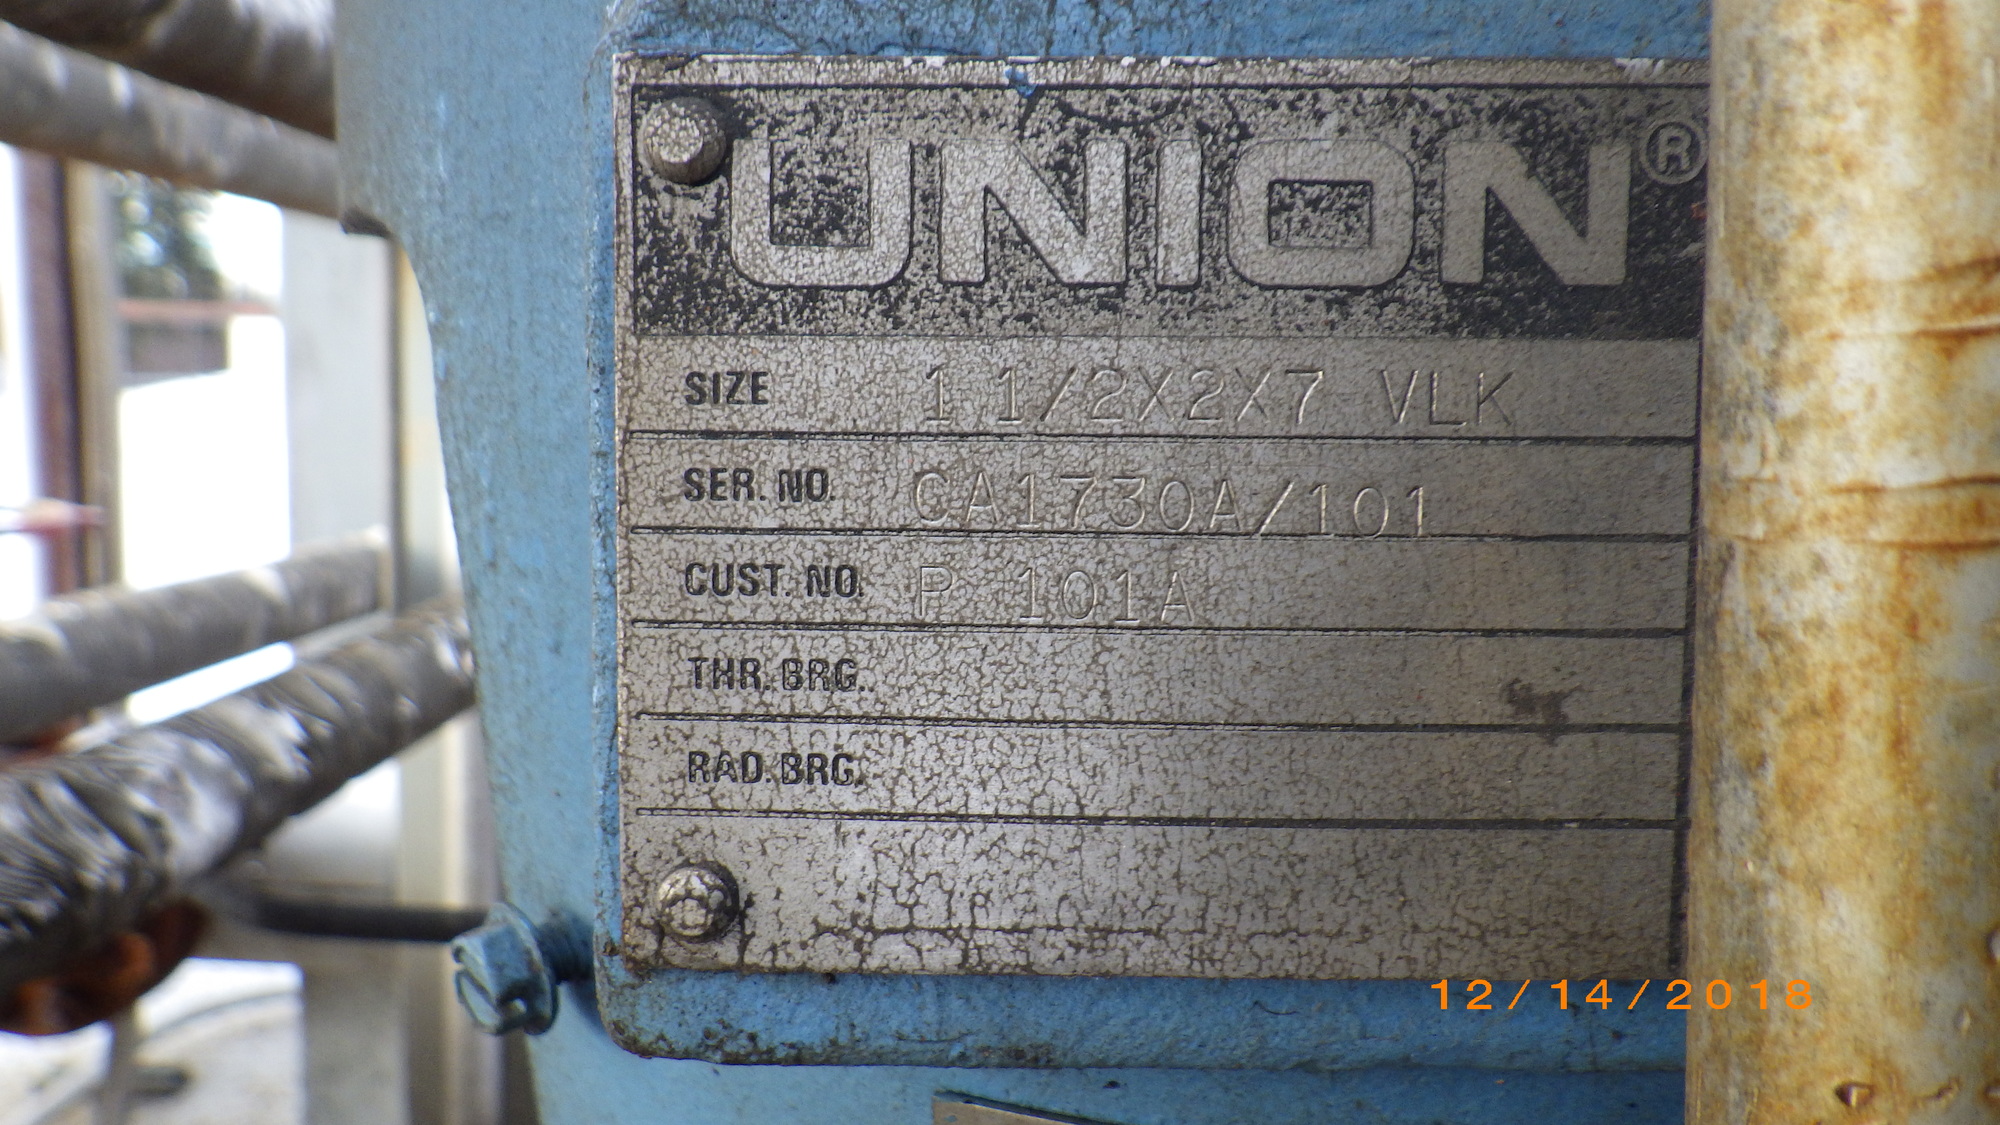 UNION®
SIZE 1 1/2X2X7 VLK
SER. NO. CA1730A/101
CUST. NO. P 101A
THR. BRG.
RAD. BRG.
12/14/2018